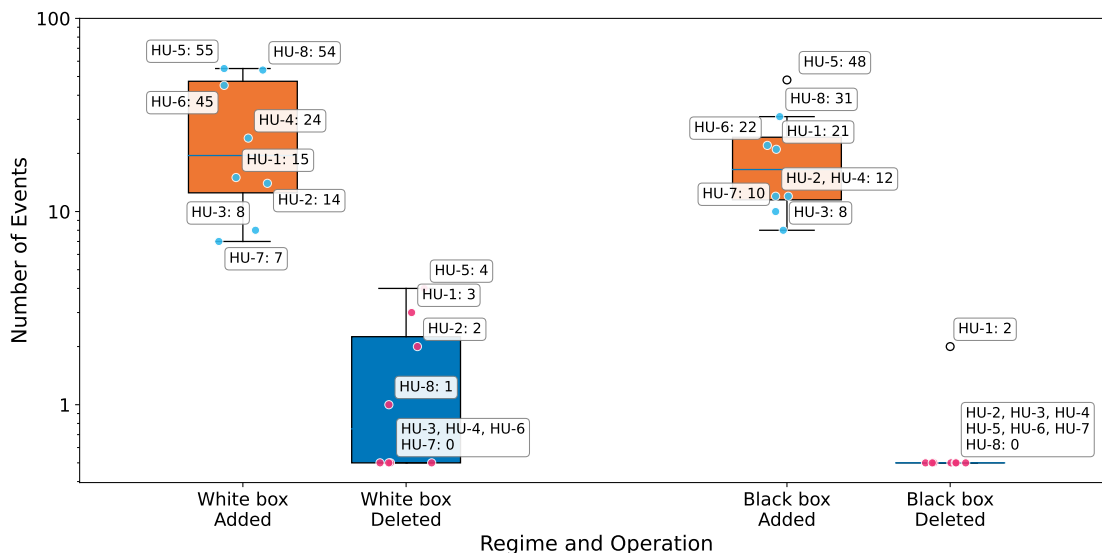 100
10
1
Number of Events
HU-5: 55
HU-8: 54
HU-6: 45
HU-4: 24
HU-1: 15
HU-2: 14
HU-3: 8
HU-7: 7
HU-5: 4
HU-1: 3
HU-2: 2
HU-8: 1
HU-3, HU-4, HU-6
HU-7: 0
HU-5: 48
HU-8: 31
HU-6: 22
HU-1: 21
HU-2, HU-4: 12
HU-7: 10
HU-3: 8
HU-1: 2
HU-2, HU-3, HU-4
HU-5, HU-6, HU-7
HU-8: 0
White box
Added
White box
Deleted
Black box
Added
Black box
Deleted
Regime and Operation